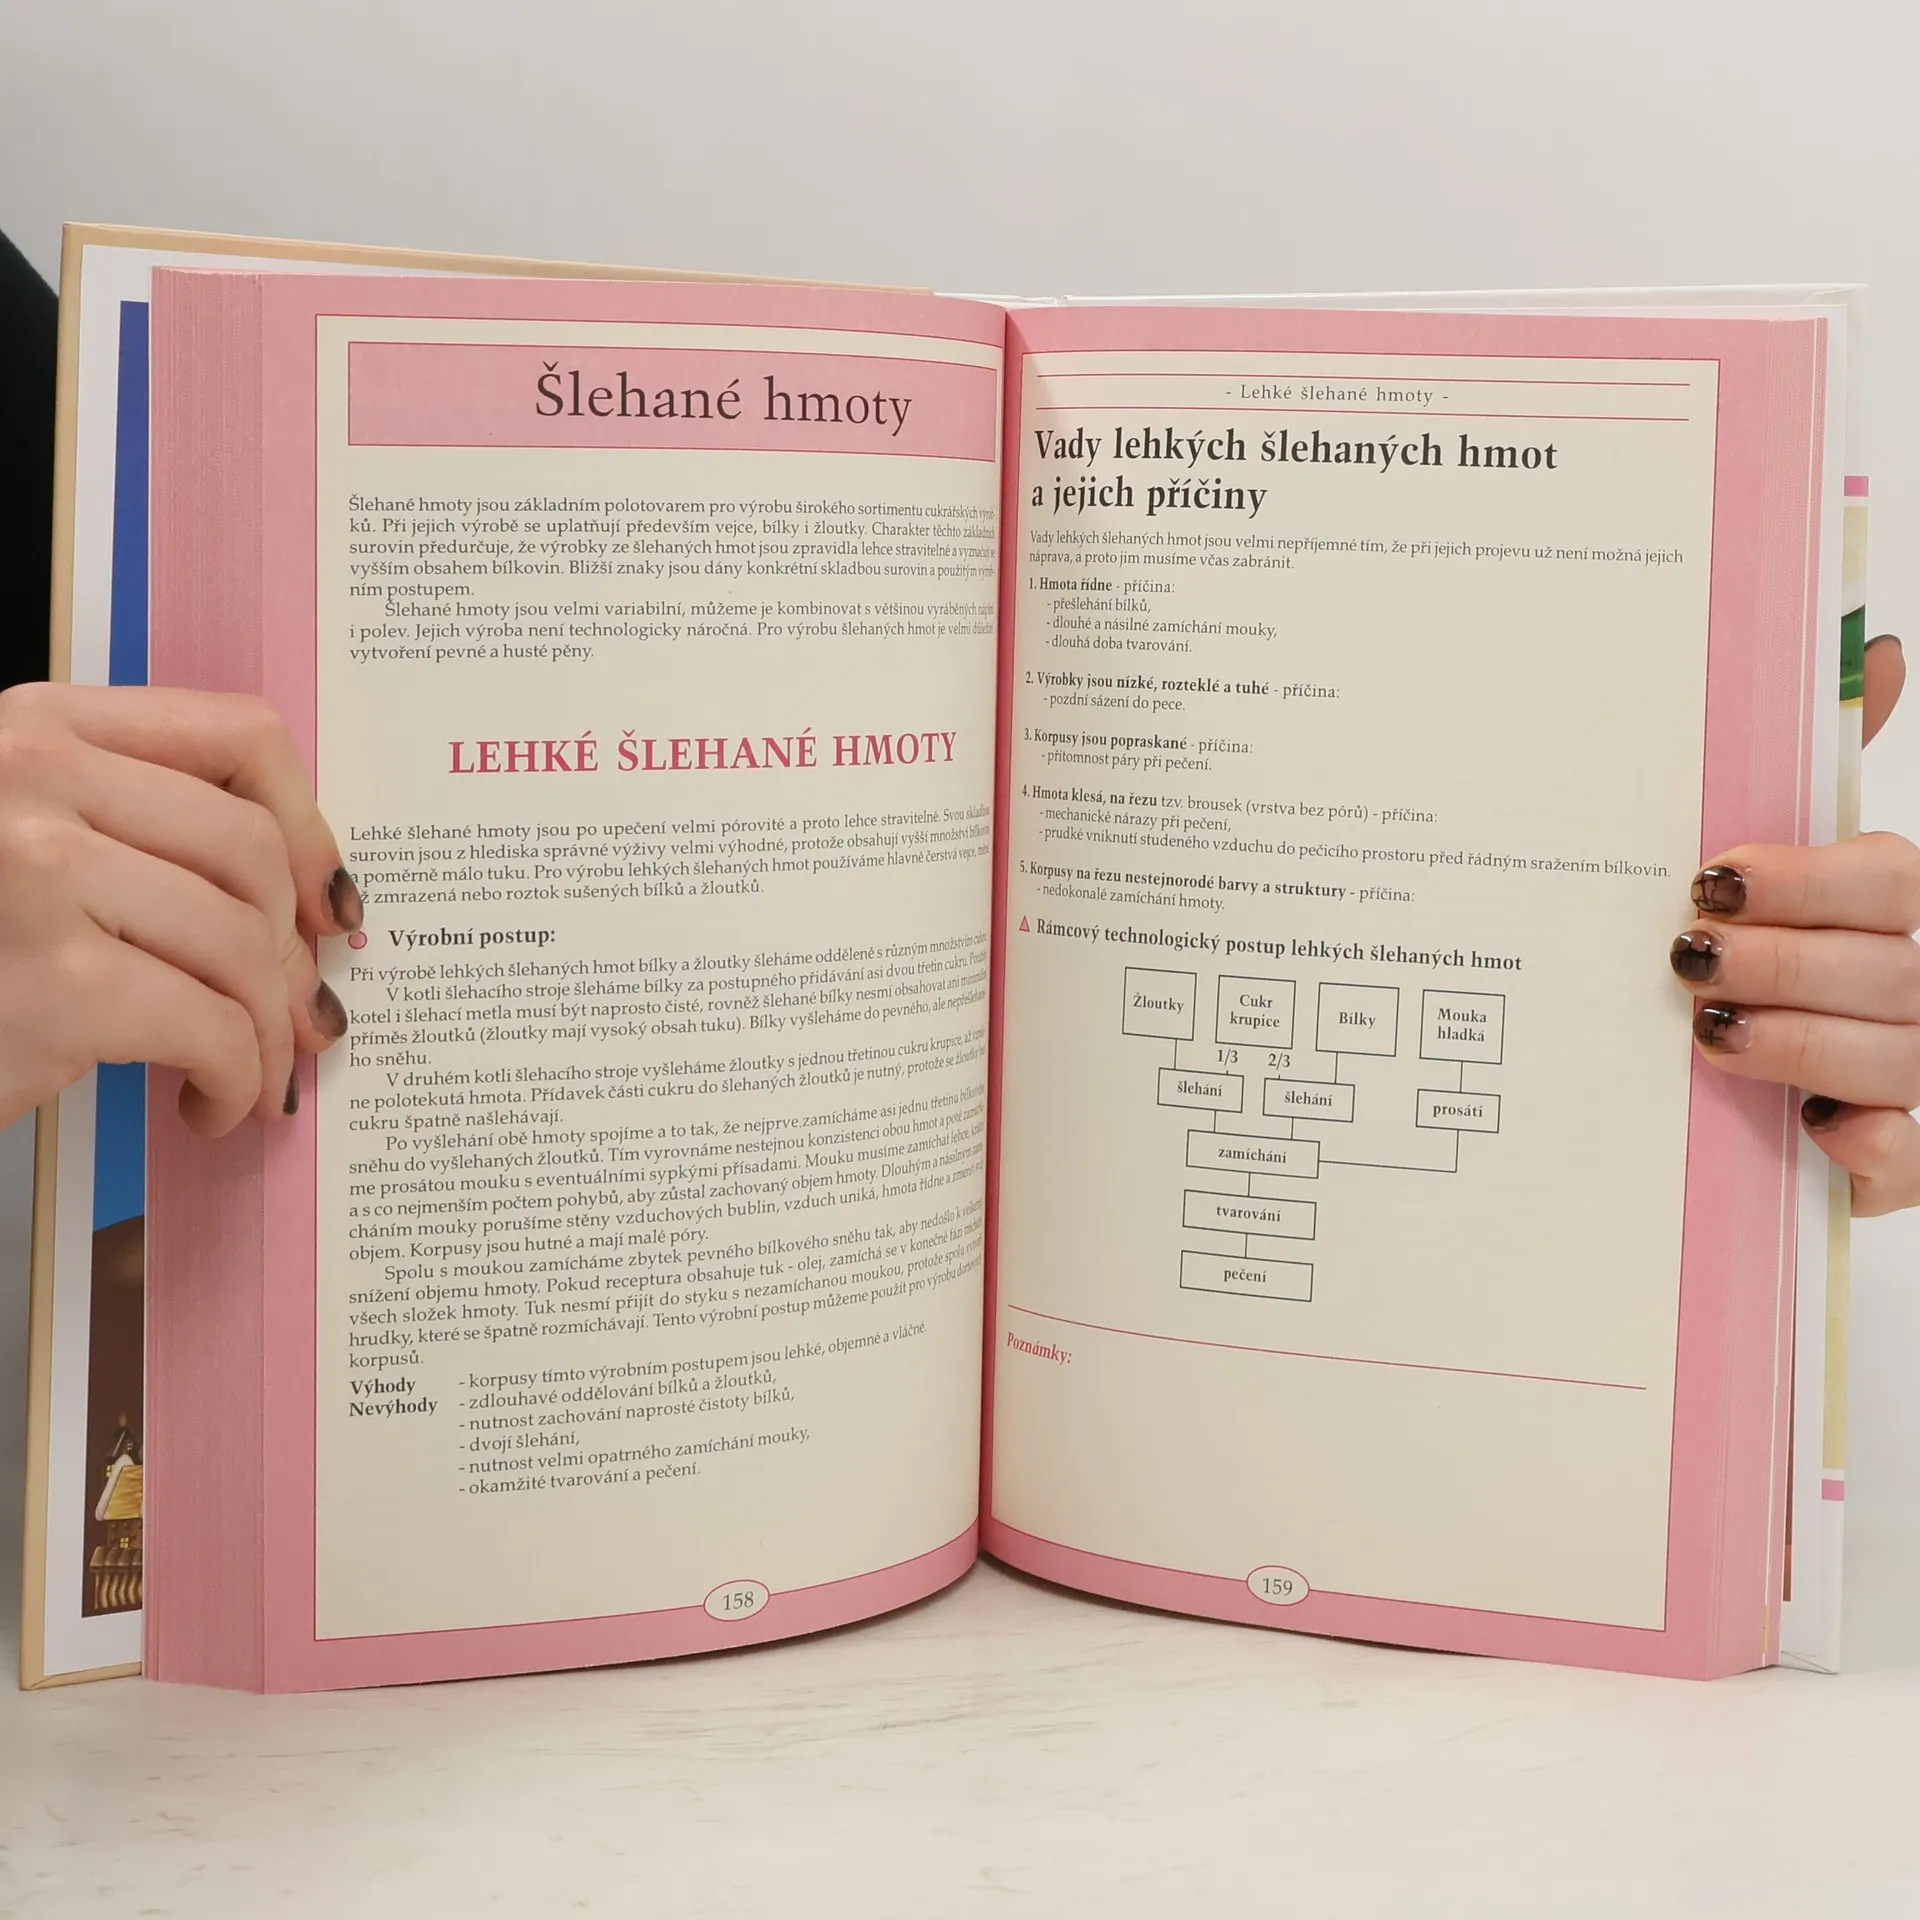 Šlehané hmoty
Šlehané hmoty jsou základním polotovarem pro výrobu širokého sortimentu cukrářských výrob-
ků. Při jejich výrobě se uplatňují především vejce, bílky i žloutky. Charakter těchto základních
surovin předurčuje, že výrobky ze šlehaných hmot jsou zpravidla lehce stravitelné a vyznačují se
vyšším obsahem bílkovin. Bližší znaky jsou dány konkrétní skladbou surovin a použitým výrob-
ním postupem.
Šlehané hmoty jsou velmi variabilní, můžeme je kombinovat s většinou vyráběných náplní
i polev. Jejich výroba není technologicky náročná. Pro výrobu šlehaných hmot je velmi důležité
vytvoření pevné a husté pěny.
LEHKÉ ŠLEHANÉ HMOTY
Lehké šlehané hmoty jsou po upečení velmi pórovité a proto lehce stravitelné. Svou skladbou
surovin jsou z hlediska správné výživy velmi výhodné, protože obsahují vyšší množství bílkovin
a poměrně málo tuku. Pro výrobu lehkých šlehaných hmot používáme hlavně čerstvá vejce, méně
ž zmrazená nebo roztok sušených bílků a žloutků.
Výrobní postup:
Při výrobě lehkých šlehaných hmot bílky a žloutky šleháme odděleně s různým množstvím cukru.
V kotli šlehacího stroje šleháme bílky za postupného přidávání asi dvou třetin cukru. Použitý
kotel i šlehací metla musí být naprosto čisté, rovněž šlehané bílky nesmí obsahovat ani minimální
příměs žloutků (žloutky mají vysoký obsah tuku). Bílky vyšleháme do pevného, ale nepřešlehané-
ho sněhu.
V druhém kotli šlehacího stroje vyšleháme žloutky s jednou třetinou cukru krupice, až vznik-
ne polotekutá hmota. Přídavek části cukru do šlehaných žloutků je nutný, protože se žloutky bez
cukru špatně našlehávají.
Po vyšlehání obě hmoty spojíme a to tak, že nejprve zamícháme asi jednu třetinu bílkového
sněhu do vyšlehaných žloutků. Tím vyrovnáme nestejnou konzistenci obou hmot a poté zamíchá-
me prosátou mouku s eventuálními sypkými přísadami. Mouku musíme zamíchat lehce, krátce
a s co nejmenším počtem pohybů, aby zůstal zachovaný objem hmoty. Dlouhým a násilným zami-
cháním mouky porušíme stěny vzduchových bublin, vzduch uniká, hmota řídne a zmenší svůj
objem. Korpusy jsou hutné a mají malé póry.
Spolu s moukou zamícháme zbytek pevného bílkového sněhu tak, aby nedošlo k velkému
snížení objemu hmoty. Pokud receptura obsahuje tuk - olej, zamíchá se v konečné fázi míchání
všech složek hmoty. Tuk nesmí přijít do styku s nezamíchanou moukou, protože spolu vytvoří
hrudky, které se špatně rozmíchávají. Tento výrobní postup můžeme použít pro výrobu dortových
korpusů.
Výhody - korpusy tímto výrobním postupem jsou lehké, objemné a vláčné.
Nevýhody - zdlouhavé oddělování bílků a žloutků,
- nutnost zachování naprosté čistoty bílků,
- dvojí šlehání,
- nutnost velmi opatrného zamíchání mouky,
- okamžité tvarování a pečení.
158
- Lehké šlehané hmoty -
Vady lehkých šlehaných hmot
a jejich příčiny
Vady lehkých šlehaných hmot jsou velmi nepříjemné tím, že při jejich projevu už není možná jejich
náprava, a proto jim musíme včas zabránit.
1. Hmota řídne - příčina:
- přešlehání bílků,
- dlouhé a násilné zamíchání mouky,
- dlouhá doba tvarování.
2. Výrobky jsou nízké, rozteklé a tuhé - příčina:
- pozdní sázení do pece.
3. Korpusy jsou popraskané - příčina:
- přítomnost páry při pečení.
4. Hmota klesá, na řezu tzv. brousek (vrstva bez pórů) - příčina:
- mechanické nárazy při pečení,
- prudké vniknutí studeného vzduchu do pečicího prostoru před řádným sražením bílkovin.
5. Korpusy na řezu nestejnorodé barvy a struktury - příčina:
- nedokonalé zamíchání hmoty.
Rámcový technologický postup lehkých šlehaných hmot
Žloutky
Cukr
krupice
Bílky
Mouka
hladká
1/3 2/3
šlehání
šlehání
prosátí
zamíchání
tvarování
pečení
Poznámky:
159